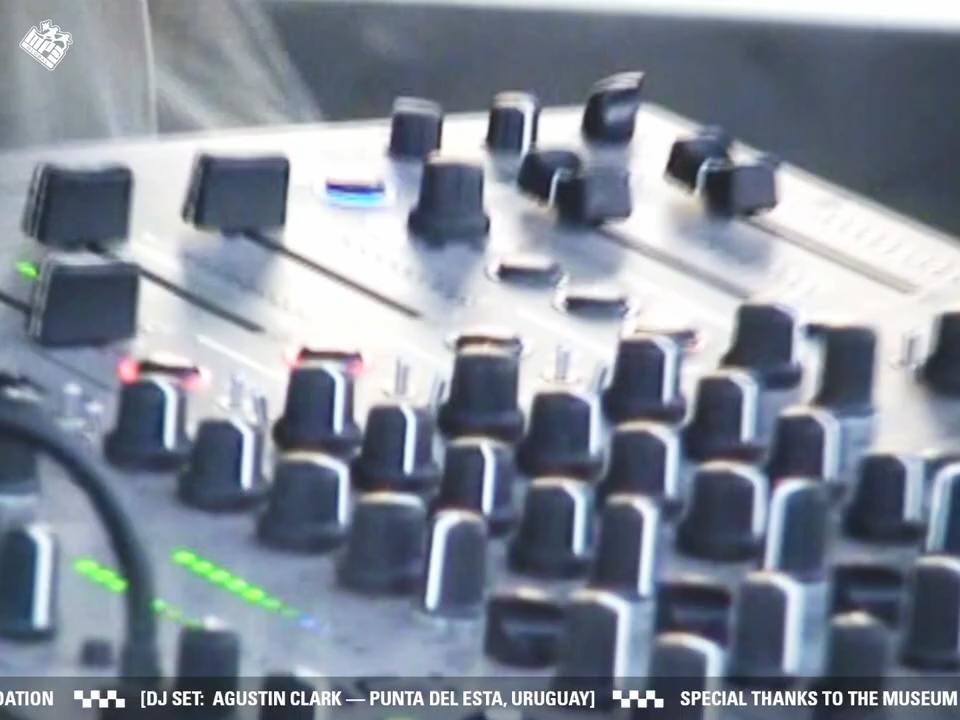 DATION [DJ SET: AGUSTIN CLARK — PUNTA DEL ESTA, URUGUAY] SPECIAL THANKS TO THE MUSEUM